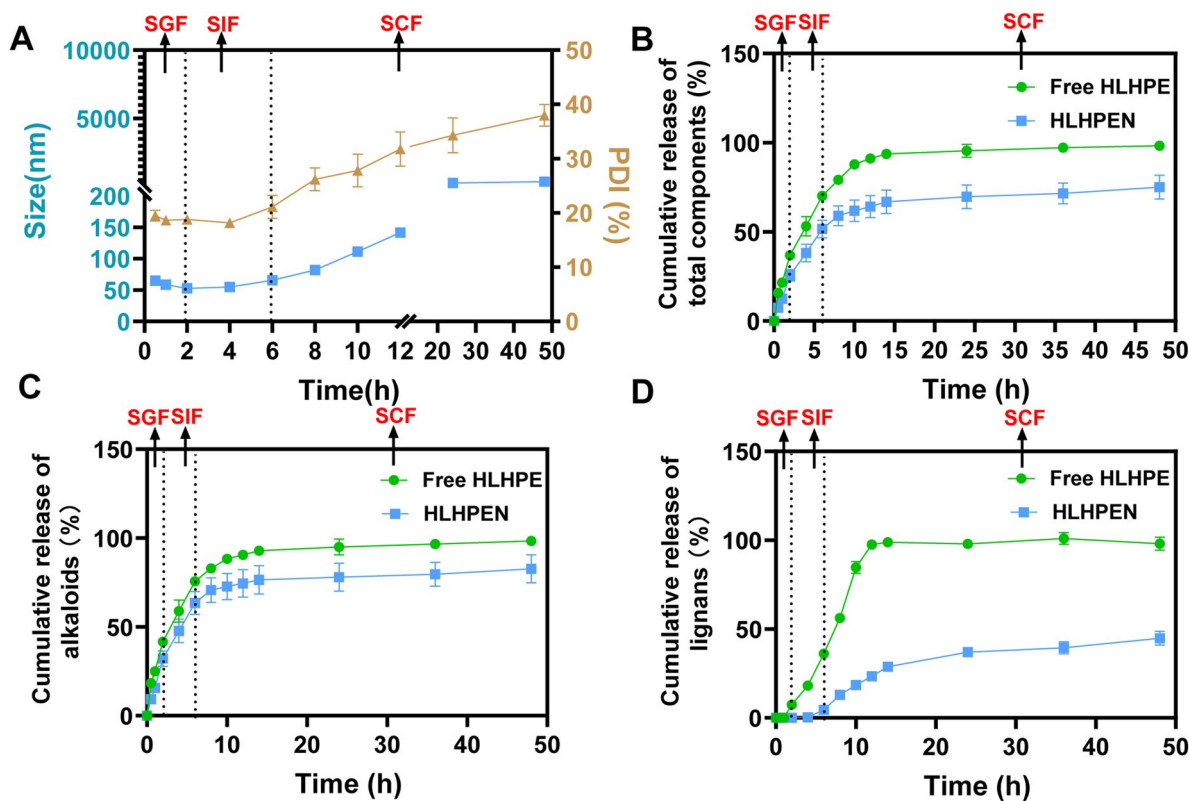 A
SGF SIF SCF
Size(nm)
10000
5000
200
150
100
50
0
50
40
30
20
10
0
PDI (%)
0 2 4 6 8 10 12 20 30 40 50
Time(h)
B
SGF SIF SCF
Cumulative release of
total components (%)
150
100
50
0
Free HLHPE
HLHPEN
0 5 10 15 20 25 30 35 40 45 50
Time (h)
C
SGF SIF SCF
Cumulative release of
alkaloids (%)
150
100
50
0
Free HLHPE
HLHPEN
0 10 20 30 40 50
Time (h)
D
SGF SIF SCF
Cumulative release of
lignans (%)
150
100
50
0
Free HLHPE
HLHPEN
0 10 20 30 40 50
Time (h)